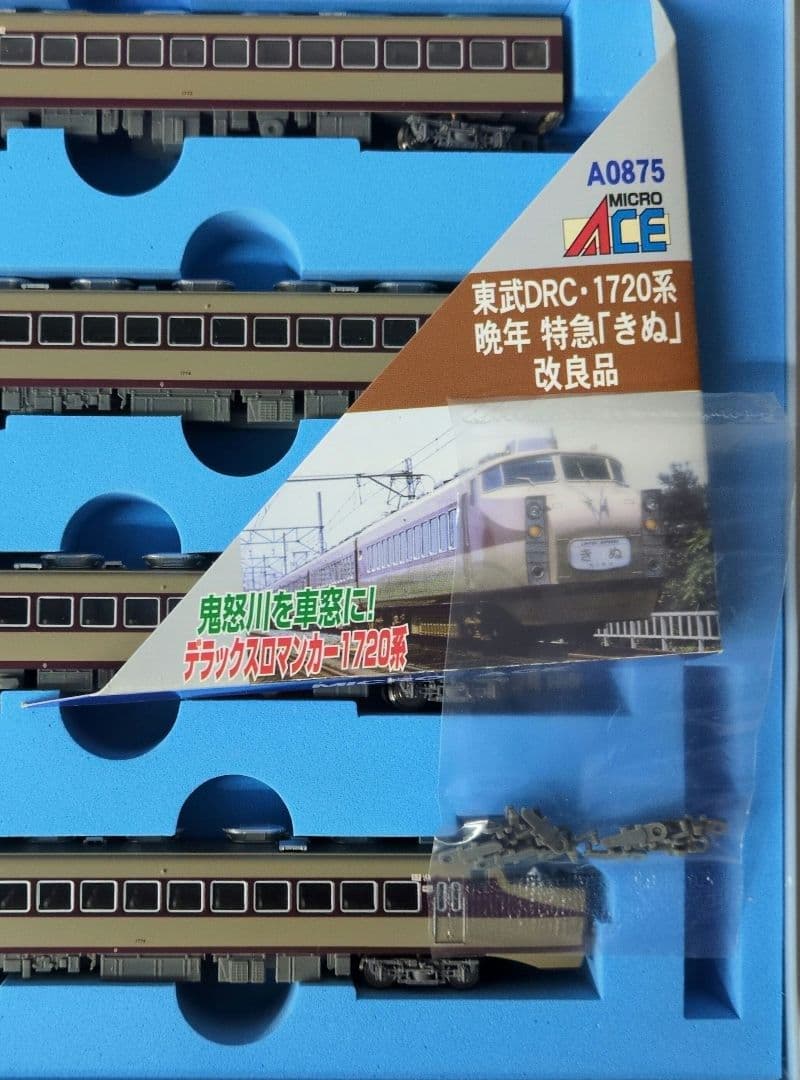 A0875
MICRO
ACE
東武DRC・1720系
晩年 特急「きぬ」
改良品
きぬ
鬼怒川を車窓に!
デラックスロマンカー1720系